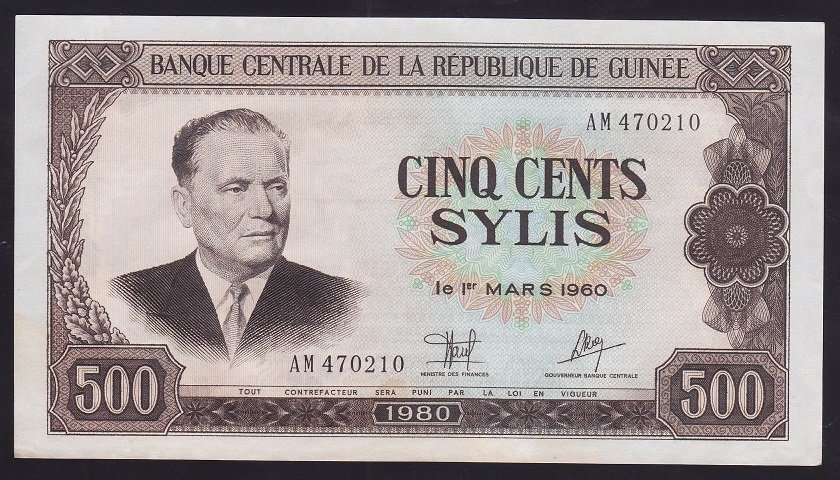 BANQUE CENTRALE DE LA RÉPUBLIQUE DE GUINÉE
AM 470210
CINQ CENTS
SYLIS
le 1er MARS 1960
AM 470210
MINISTRE DES FINANCES
GOUVERNEUR BANQUE CENTRALE
500
TOUT CONTREFACTEUR SERA PUNI PAR LA LOI EN VIGUEUR
500
1980